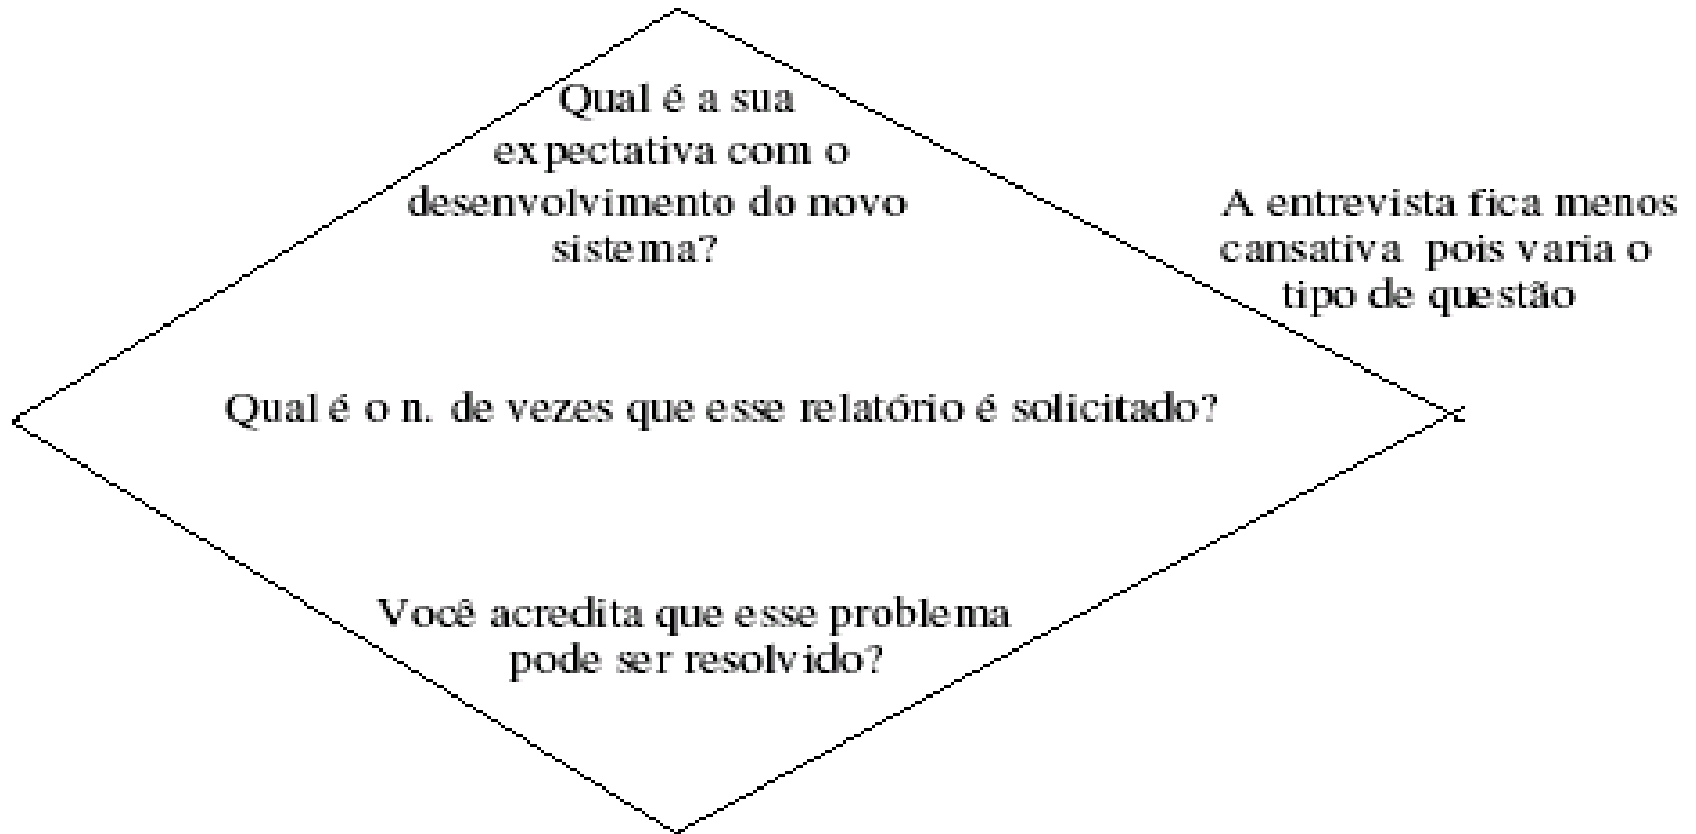 Qual é a sua
expectativa com o
desenvolvimento do novo
sistema?
A entrevista fica menos
cansativa pois varia o
tipo de questão
Qual é o n. de vezes que esse relatório é solicitado?
Você acredita que esse problema
pode ser resolvido?